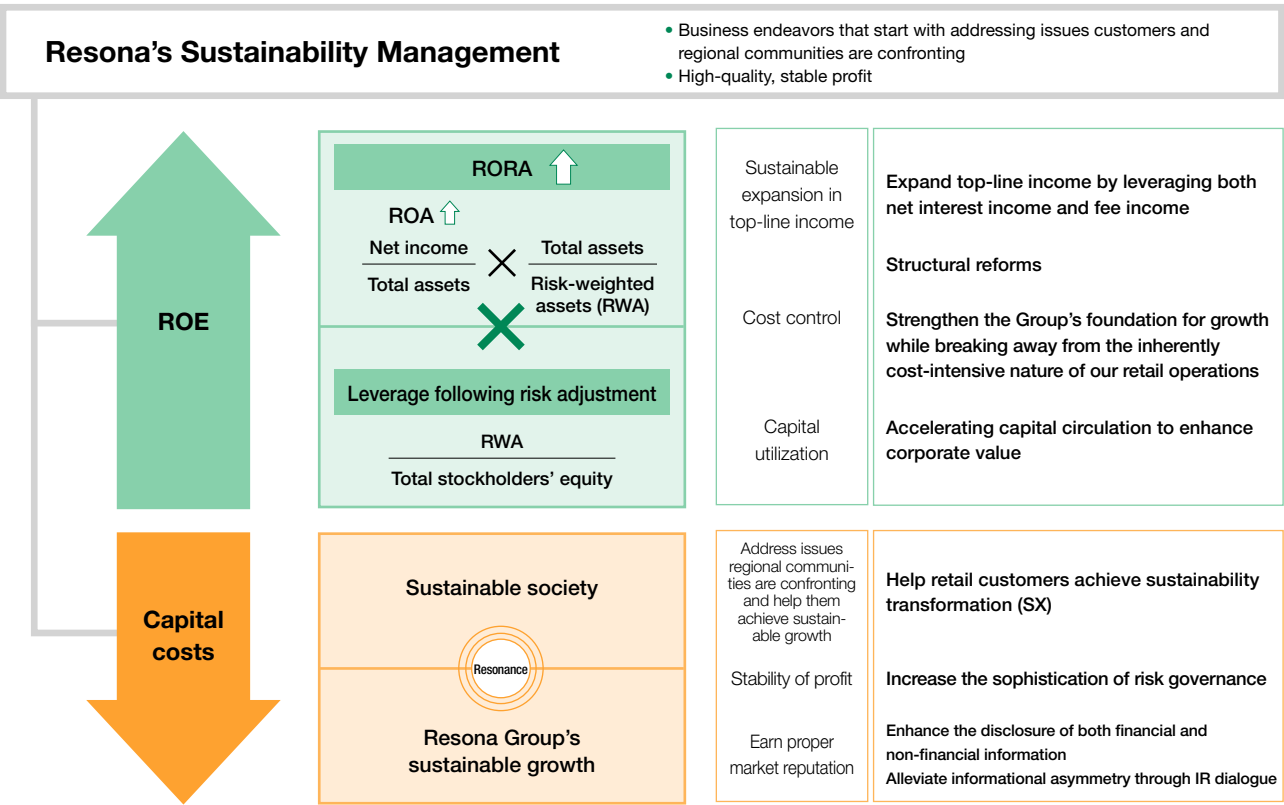 Resona’s Sustainability Management
• Business endeavors that start with addressing issues customers and
regional communities are confronting
• High-quality, stable profit
ROE
RORA
ROA
Net income
Total assets
×
Total assets
Risk-weighted
assets (RWA)
×
Leverage following risk adjustment
RWA
Total stockholders’ equity
Sustainable
expansion in
top-line income
Expand top-line income by leveraging both
net interest income and fee income
Structural reforms
Cost control
Strengthen the Group’s foundation for growth
while breaking away from the inherently
cost-intensive nature of our retail operations
Capital
utilization
Accelerating capital circulation to enhance
corporate value
Capital
costs
Sustainable society
Resonance
Resona Group’s
sustainable growth
Address issues
regional communi-
ties are confronting
and help them
achieve sustain-
able growth
Help retail customers achieve sustainability
transformation (SX)
Stability of profit
Increase the sophistication of risk governance
Earn proper
market reputation
Enhance the disclosure of both financial and
non-financial information
Alleviate informational asymmetry through IR dialogue